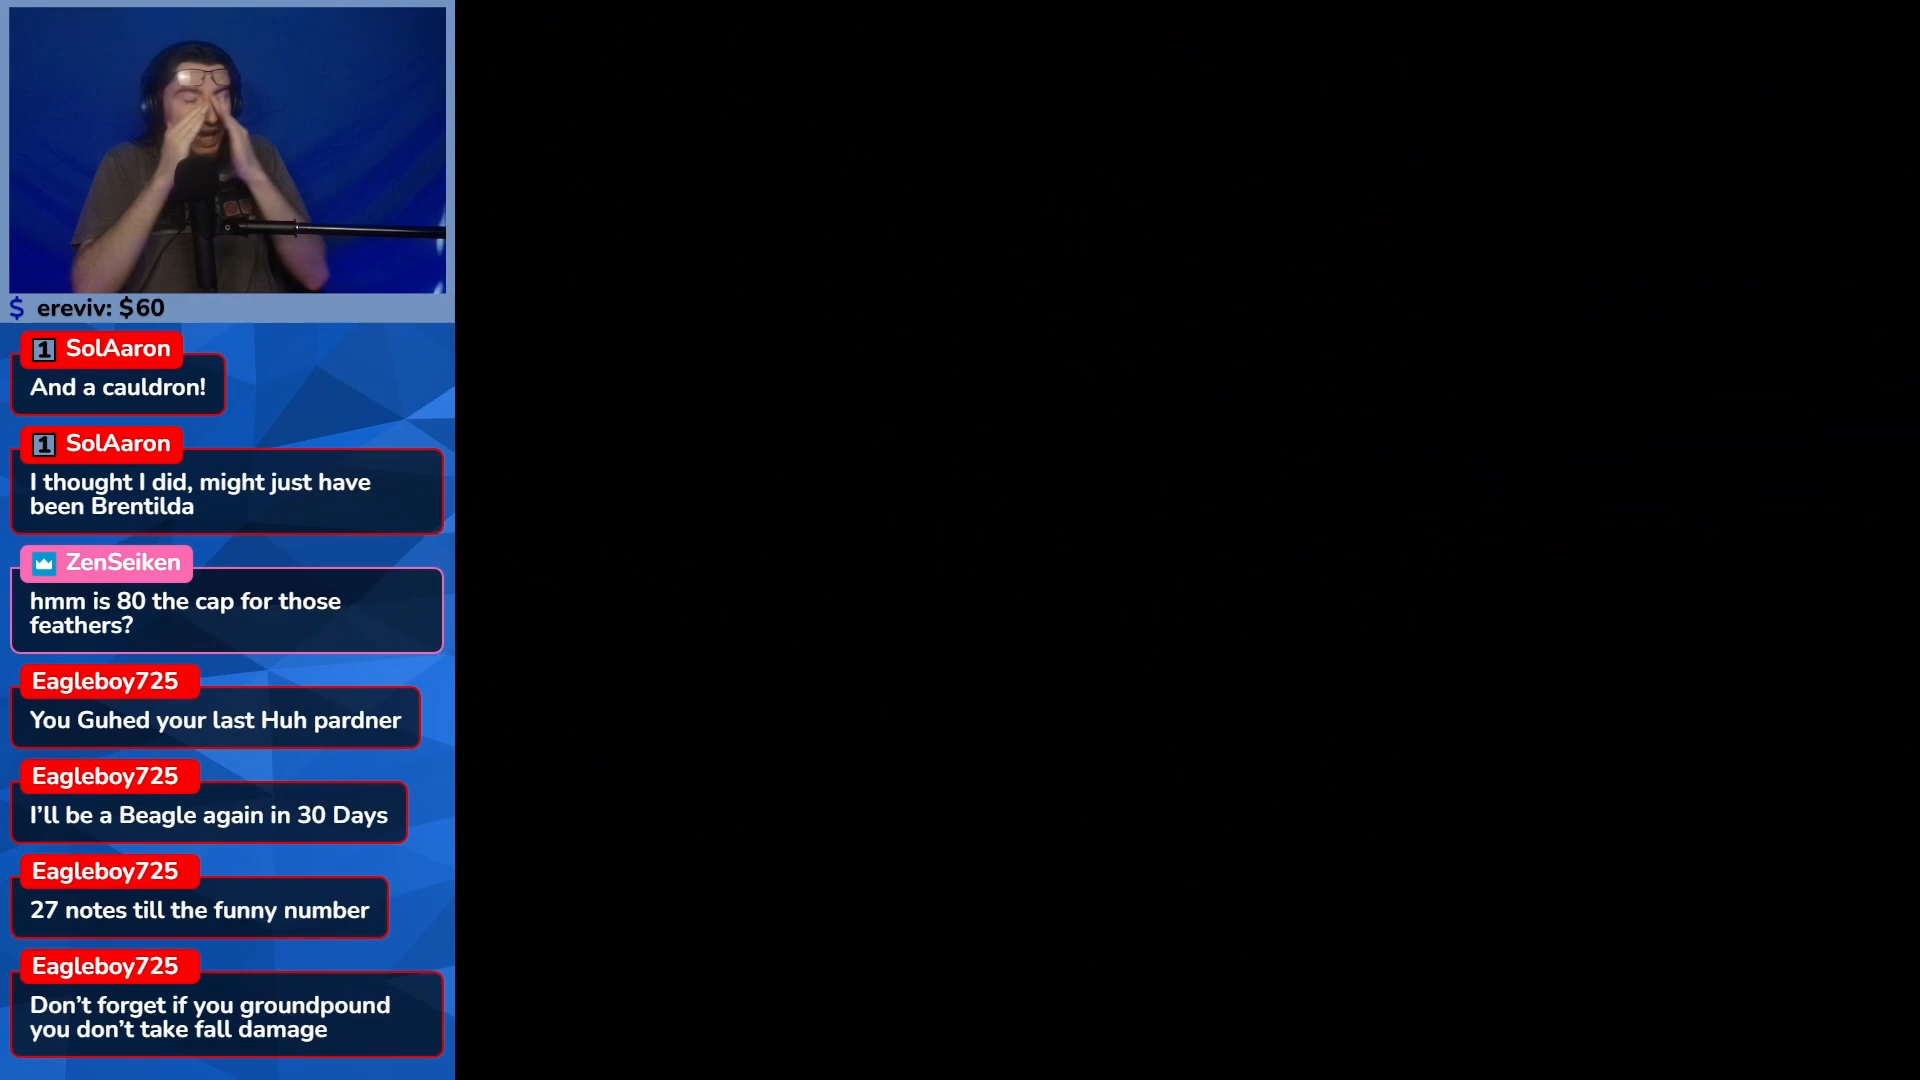 $ ereviv: $60
1 SolAaron
And a cauldron!
1 SolAaron
I thought I did, might just have
been Brentilda
ZenSeiken
hmm is 80 the cap for those
feathers?
Eagleboy725
You Guhed your last Huh pardner
Eagleboy725
I’ll be a Beagle again in 30 Days
Eagleboy725
27 notes till the funny number
Eagleboy725
Don’t forget if you groundpound
you don’t take fall damage